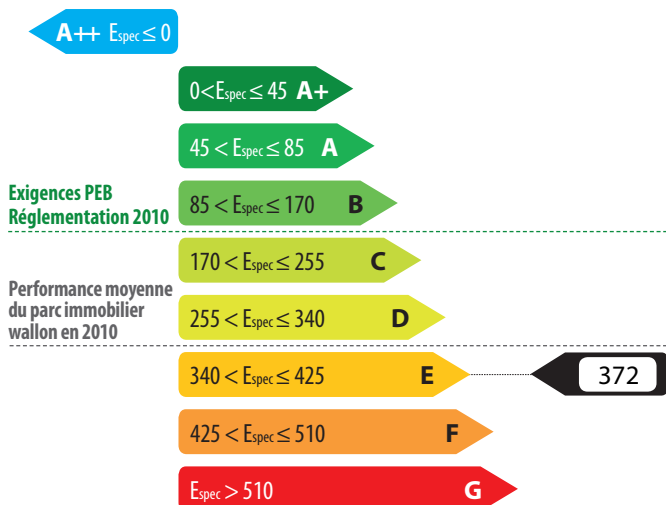 A++ Espec ≤ 0
0<Espec ≤ 45 A+
45 < Espec ≤ 85 A
Exigences PEB
Réglementation 2010
85 < Espec ≤ 170 B
170 < Espec ≤ 255 C
Performance moyenne
du parc immobilier
wallon en 2010
255 < Espec ≤ 340 D
340 < Espec ≤ 425 E
372
425 < Espec ≤ 510 F
Espec > 510 G